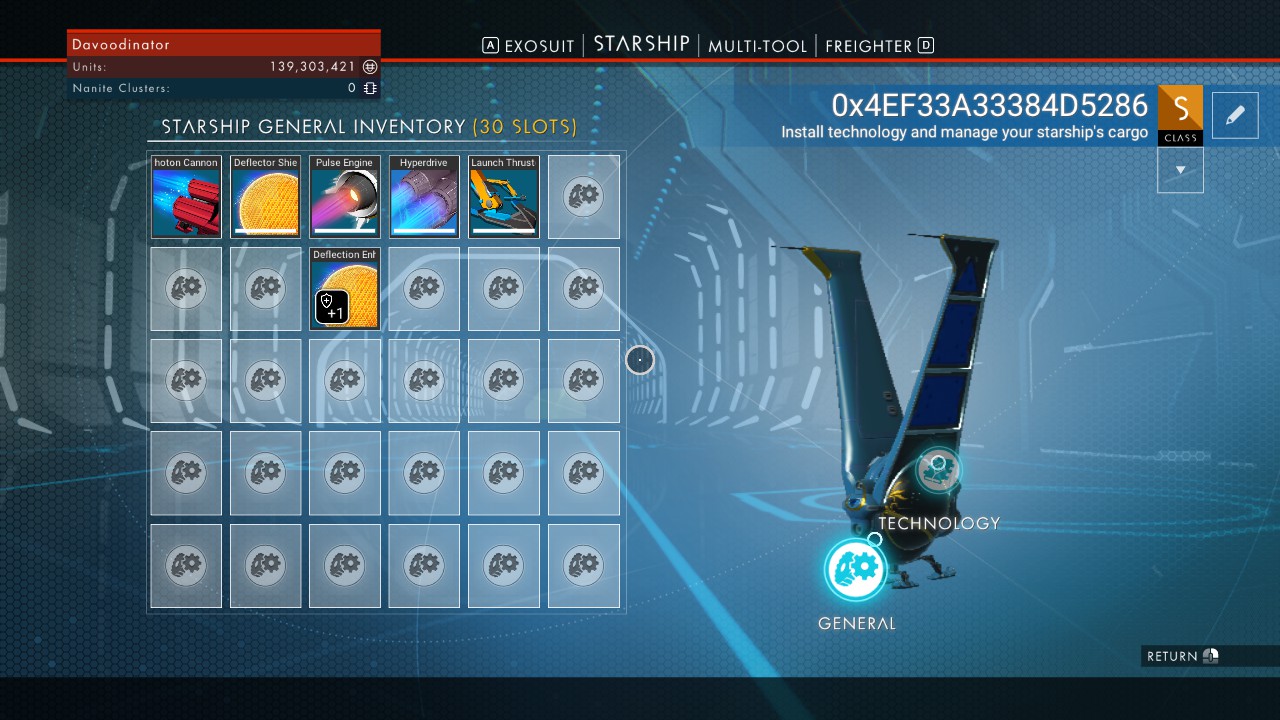 Davoodinator
Units: 139,303,421
Nanite Clusters: 0
A EXOSUIT STARSHIP MULTI-TOOL FREIGHTER D
0x4EF33A33384D5286
Install technology and manage your starship's cargo
S
CLASS
STARSHIP GENERAL INVENTORY (30 SLOTS)
hoton Cannon Deflector Shie Pulse Engine Hyperdrive Launch Thrust
Deflection Enh
+1
TECHNOLOGY
GENERAL
RETURN